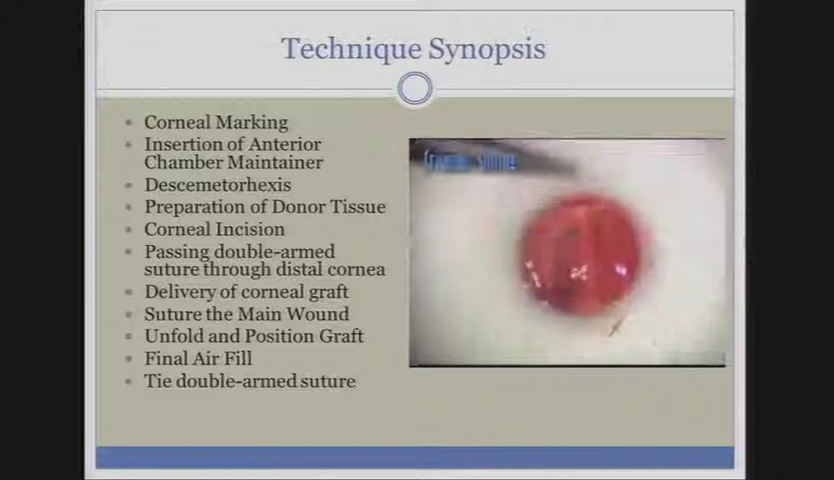 Technique Synopsis
Corneal Marking
Insertion of Anterior
Chamber Maintainer
Descemetorhexis
Preparation of Donor Tissue
Corneal Incision
Passing double-armed
suture through distal cornea
Delivery of corneal graft
Suture the Main Wound
Unfold and Position Graft
Final Air Fill
Tie double-armed suture